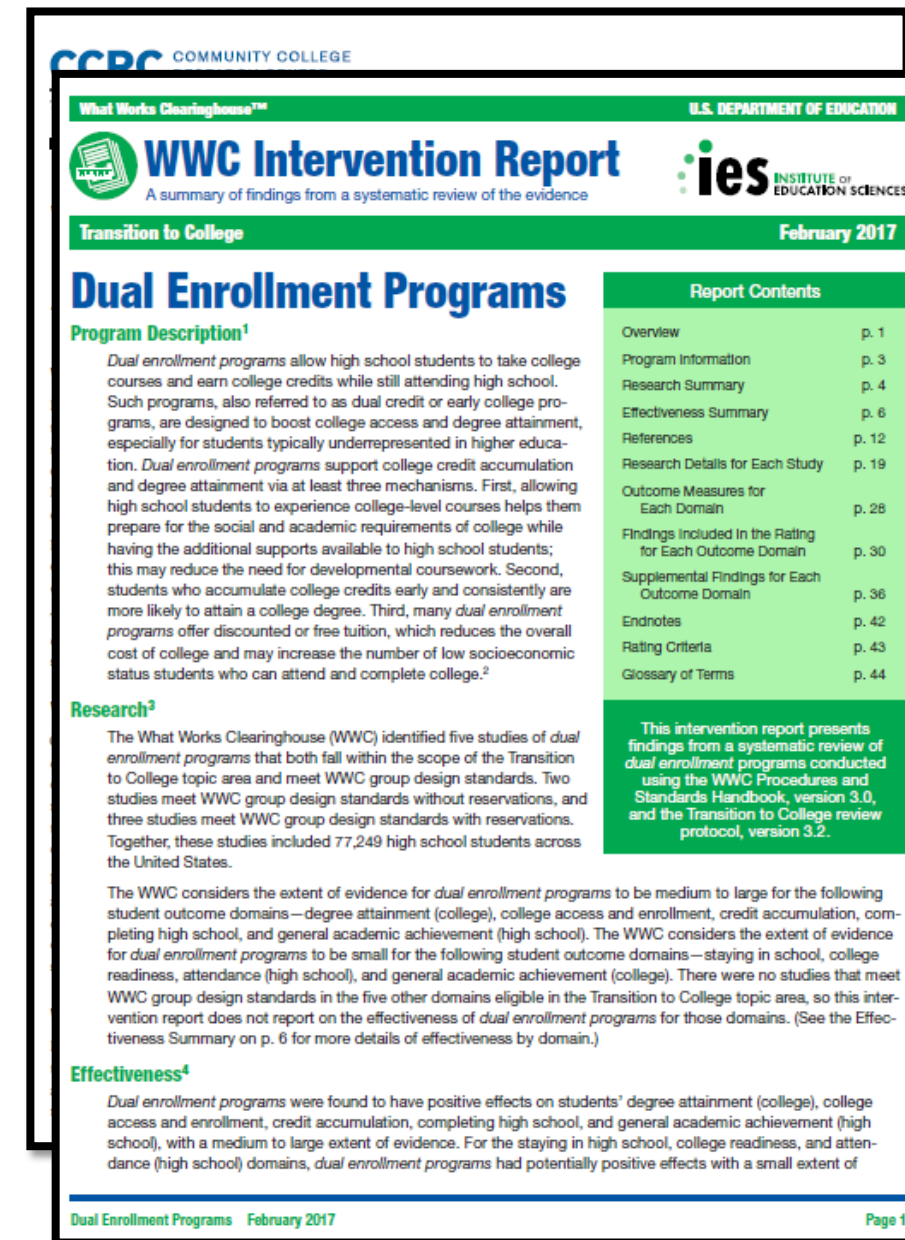 CCRC COMMUNITY COLLEGE
What Works Clearinghouse™ U.S. DEPARTMENT OF EDUCATION
WWC Intervention Report
A summary of findings from a systematic review of the evidence
ies INSTITUTE OF
EDUCATION SCIENCES
Transition to College February 2017
Dual Enrollment Programs
Program Description¹
Dual enrollment programs allow high school students to take college
courses and earn college credits while still attending high school.
Such programs, also referred to as dual credit or early college pro-
grams, are designed to boost college access and degree attainment,
especially for students typically underrepresented in higher educa-
tion. Dual enrollment programs support college credit accumulation
and degree attainment via at least three mechanisms. First, allowing
high school students to experience college-level courses helps them
prepare for the social and academic requirements of college while
having the additional supports available to high school students;
this may reduce the need for developmental coursework. Second,
students who accumulate college credits early and consistently are
more likely to attain a college degree. Third, many dual enrollment
programs offer discounted or free tuition, which reduces the overall
cost of college and may increase the number of low socioeconomic
status students who can attend and complete college.²
Report Contents
Overview p. 1
Program Information p. 3
Research Summary p. 4
Effectiveness Summary p. 6
References p. 12
Research Details for Each Study p. 19
Outcome Measures for
Each Domain p. 28
Findings Included in the Rating
for Each Outcome Domain p. 30
Supplemental Findings for Each
Outcome Domain p. 36
Endnotes p. 42
Rating Criteria p. 43
Glossary of Terms p. 44
This intervention report presents
findings from a systematic review of
dual enrollment programs conducted
using the WWC Procedures and
Standards Handbook, version 3.0,
and the Transition to College review
protocol, version 3.2.
Research³
The What Works Clearinghouse (WWC) identified five studies of dual
enrollment programs that both fall within the scope of the Transition
to College topic area and meet WWC group design standards. Two
studies meet WWC group design standards without reservations, and
three studies meet WWC group design standards with reservations.
Together, these studies included 77,249 high school students across
the United States.
The WWC considers the extent of evidence for dual enrollment programs to be medium to large for the following
student outcome domains—degree attainment (college), college access and enrollment, credit accumulation, com-
pleting high school, and general academic achievement (high school). The WWC considers the extent of evidence
for dual enrollment programs to be small for the following student outcome domains—staying in school, college
readiness, attendance (high school), and general academic achievement (college). There were no studies that meet
WWC group design standards in the five other domains eligible in the Transition to College topic area, so this inter-
vention report does not report on the effectiveness of dual enrollment programs for those domains. (See the Effec-
tiveness Summary on p. 6 for more details of effectiveness by domain.)
Effectiveness⁴
Dual enrollment programs were found to have positive effects on students' degree attainment (college), college
access and enrollment, credit accumulation, completing high school, and general academic achievement (high
school), with a medium to large extent of evidence. For the staying in high school, college readiness, and atten-
dance (high school) domains, dual enrollment programs had potentially positive effects with a small extent of
Dual Enrollment Programs February 2017 Page 1